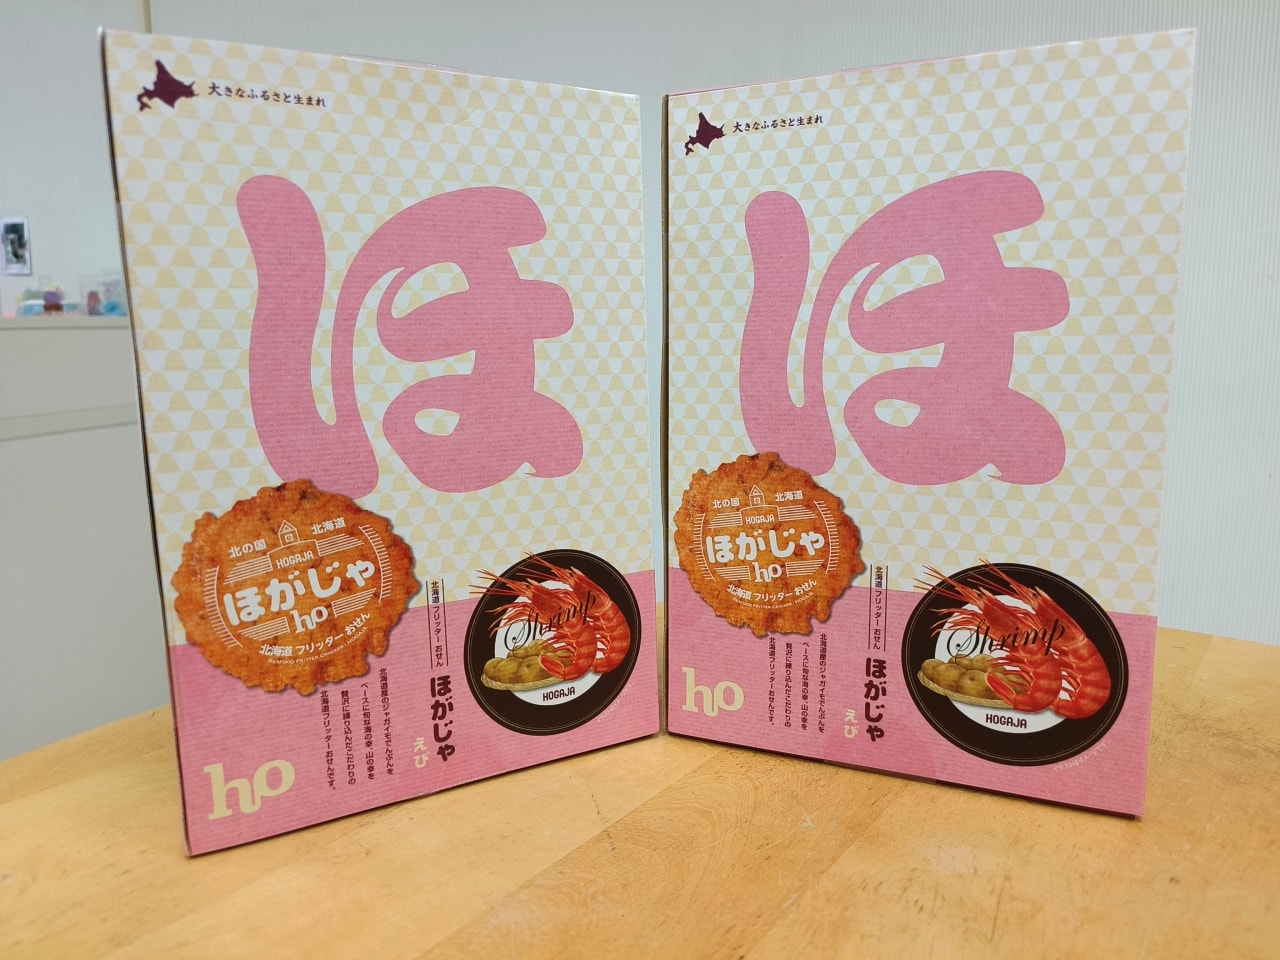 大きなふるさと生まれ
ほ
北の国 北海道
HOGAJA
ほがじゃ
ho
北海道 フリッター おせん
SEAFOOD FRITTER CRACKER : HOGAJA
北海道 フリッター おせん
ほがじゃ
えび
北海道産のジャガイモでんぷんを
ベースに旬な海の幸、山の幸を
贅沢に練り込んだこだわりの
北海道フリッターおせんです。
Shrimp
HOGAJA
ho
大きなふるさと生まれ
ほ
北の国 北海道
HOGAJA
ほがじゃ
ho
北海道 フリッター おせん
SEAFOOD FRITTER CRACKER : HOGAJA
北海道 フリッター おせん
ほがじゃ
えび
北海道産のジャガイモでんぷんを
ベースに旬な海の幸、山の幸を
贅沢に練り込んだこだわりの
北海道フリッターおせんです。
Shrimp
HOGAJA
ho